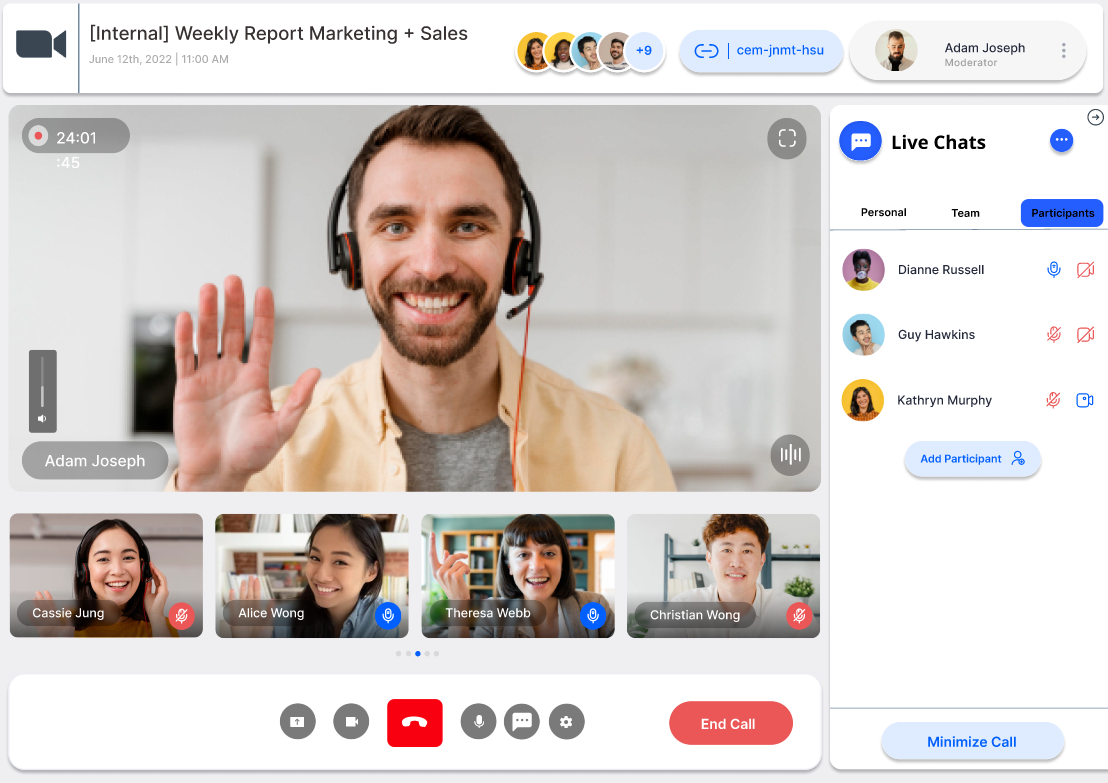 [Internal] Weekly Report Marketing + Sales
June 12th, 2022 | 11:00 AM
+9
cem-jnmt-hsu
Adam Joseph
Moderator
24:01
:45
Adam Joseph
Cassie Jung
Alice Wong
Theresa Webb
Christian Wong
End Call
Live Chats
Personal
Team
Participants
Dianne Russell
Guy Hawkins
Kathryn Murphy
Add Participant
Minimize Call